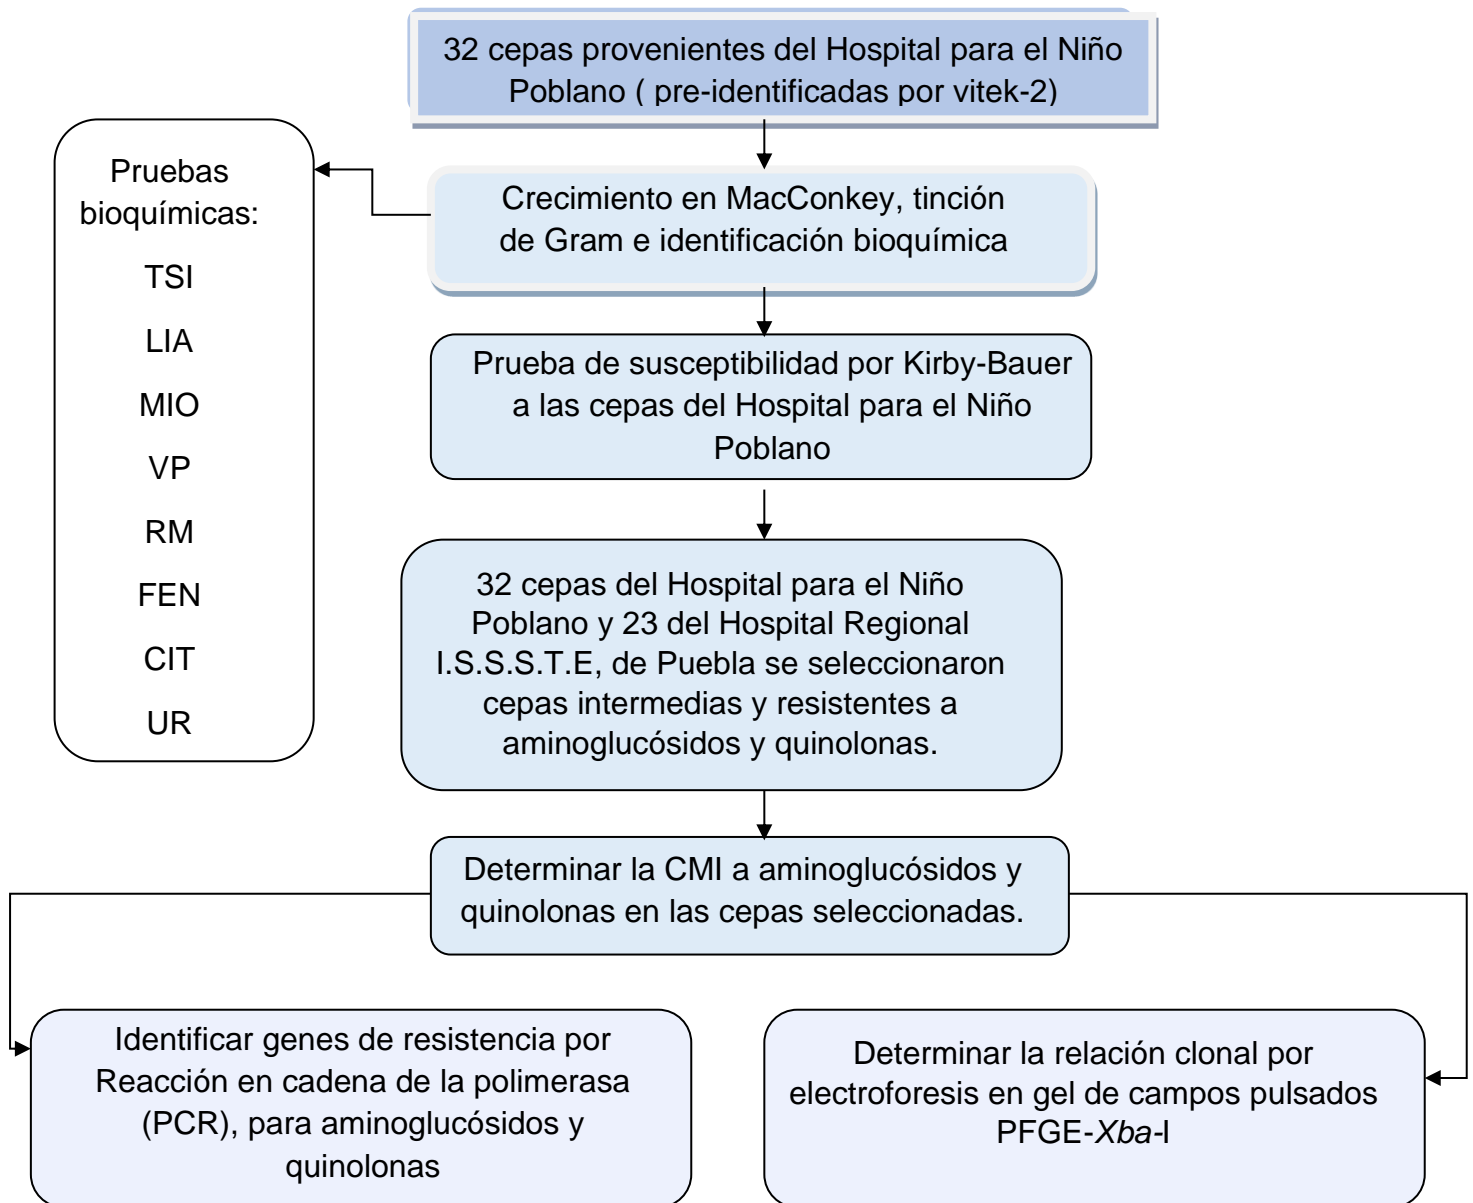 32 cepas provenientes del Hospital para el Niño
Poblano ( pre-identificadas por vitek-2)
Pruebas
bioquímicas:
TSI
LIA
MIO
VP
RM
FEN
CIT
UR
Crecimiento en MacConkey, tinción
de Gram e identificación bioquímica
Prueba de susceptibilidad por Kirby-Bauer
a las cepas del Hospital para el Niño
Poblano
32 cepas del Hospital para el Niño
Poblano y 23 del Hospital Regional
I.S.S.S.T.E, de Puebla se seleccionaron
cepas intermedias y resistentes a
aminoglucósidos y quinolonas.
Determinar la CMI a aminoglucósidos y
quinolonas en las cepas seleccionadas.
Identificar genes de resistencia por
Reacción en cadena de la polimerasa
(PCR), para aminoglucósidos y
quinolonas
Determinar la relación clonal por
electroforesis en gel de campos pulsados
PFGE-Xba-I